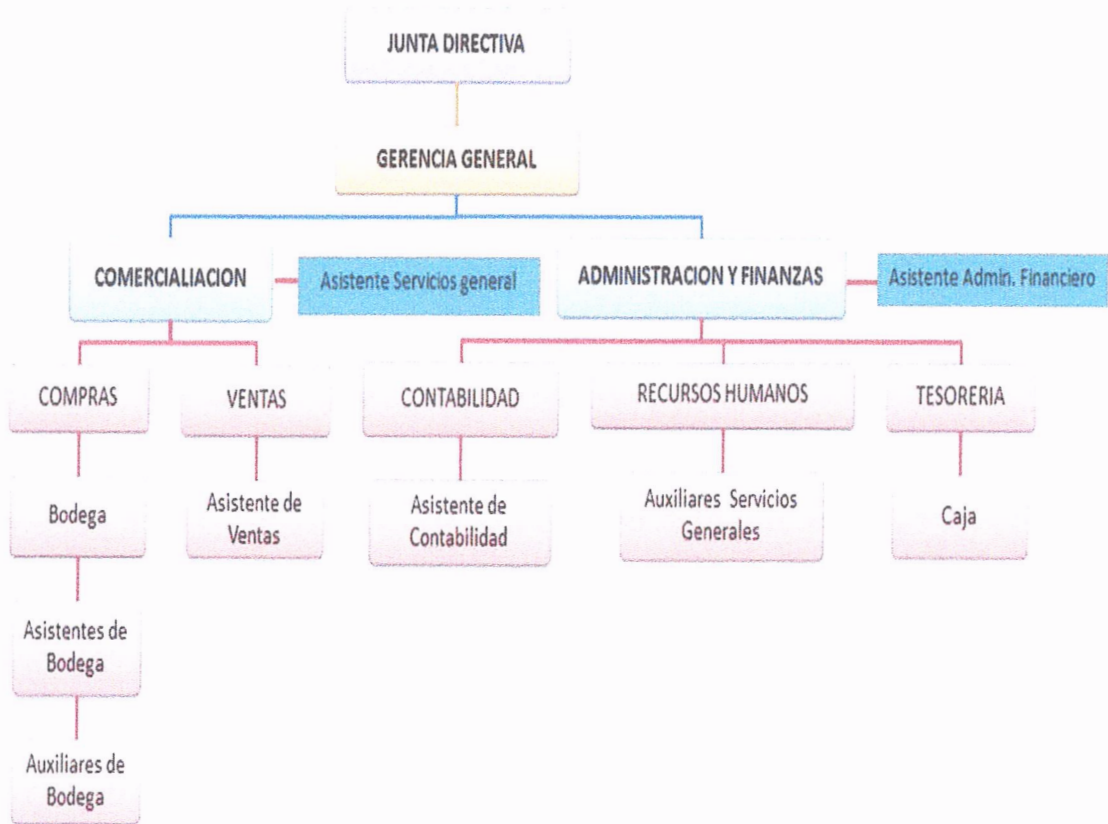 JUNTA DIRECTIVA
GERENCIA GENERAL
COMERCIALIACION
Asistente Servicios general
ADMINISTRACION Y FINANZAS
Asistente Admin. Financiero
COMPRAS
VENTAS
CONTABILIDAD
RECURSOS HUMANOS
TESORERIA
Bodega
Asistente de
Ventas
Asistente de
Contabilidad
Auxiliares Servicios
Generales
Caja
Asistentes de
Bodega
Auxiliares de
Bodega